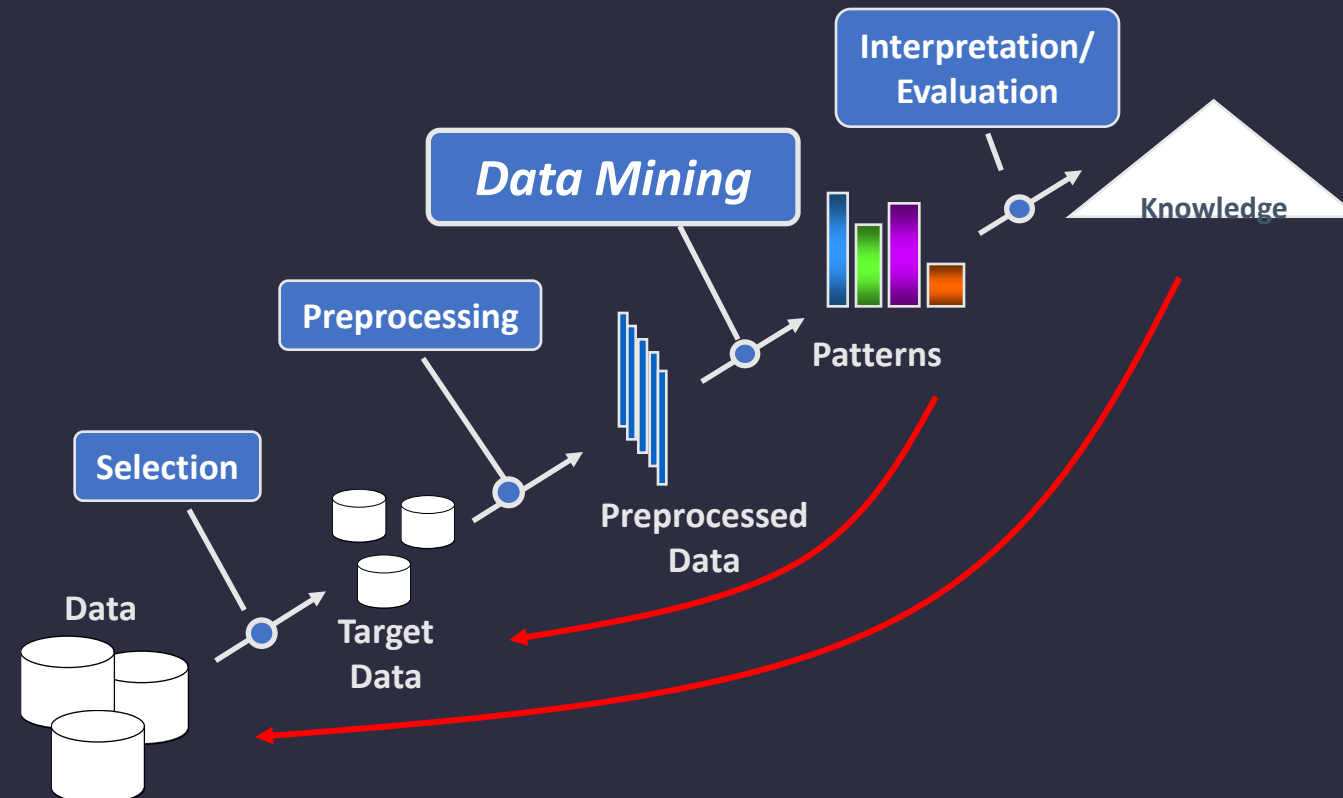 Interpretation/
Evaluation
Data Mining
Knowledge
Preprocessing
Patterns
Selection
Preprocessed
Data
Data
Target
Data